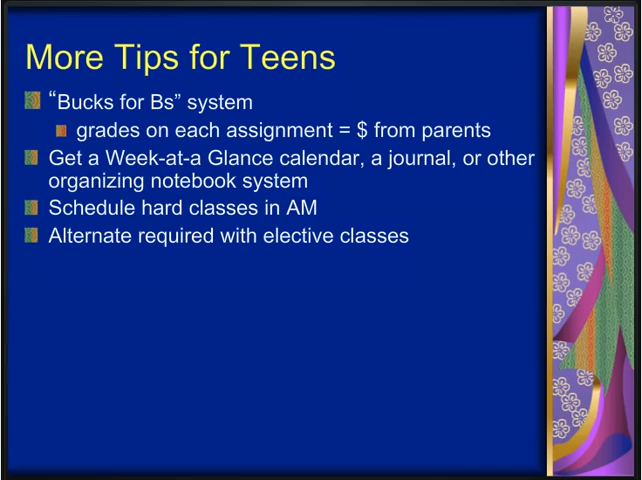 More Tips for Teens
“Bucks for Bs” system
grades on each assignment = $ from parents
Get a Week-at-a Glance calendar, a journal, or other
organizing notebook system
Schedule hard classes in AM
Alternate required with elective classes